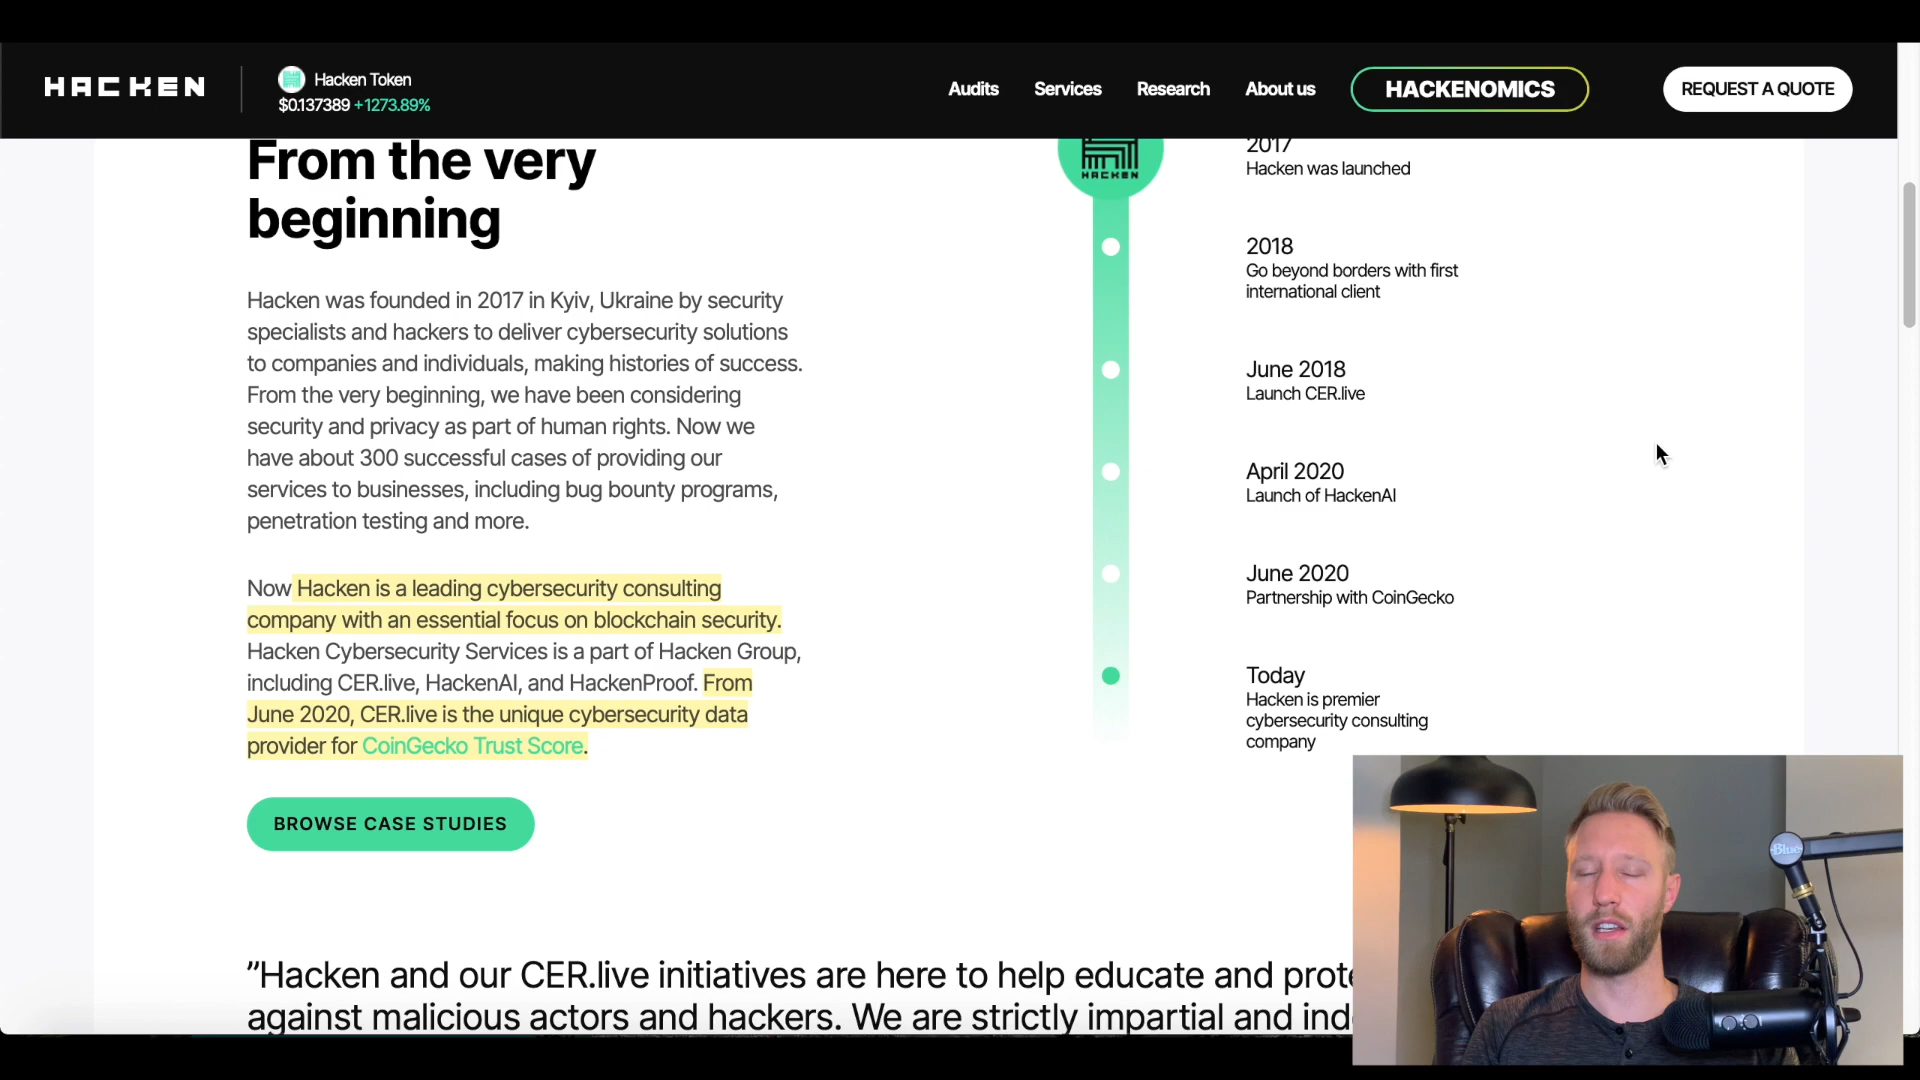 HACKEN
Hacken Token
$0.137389 +1273.89%
Audits
Services
Research
About us
HACKENOMICS
REQUEST A QUOTE
From the very
beginning
Hacken was founded in 2017 in Kyiv, Ukraine by security
specialists and hackers to deliver cybersecurity solutions
to companies and individuals, making histories of success.
From the very beginning, we have been considering
security and privacy as part of human rights. Now we
have about 300 successful cases of providing our
services to businesses, including bug bounty programs,
penetration testing and more.
Now Hacken is a leading cybersecurity consulting
company with an essential focus on blockchain security.
Hacken Cybersecurity Services is a part of Hacken Group,
including CER.live, HackenAI, and HackenProof. From
June 2020, CER.live is the unique cybersecurity data
provider for CoinGecko Trust Score.
BROWSE CASE STUDIES
HACKEN
2017
Hacken was launched
2018
Go beyond borders with first
international client
June 2018
Launch CER.live
April 2020
Launch of HackenAI
June 2020
Partnership with CoinGecko
Today
Hacken is premier
cybersecurity consulting
company
”Hacken and our CER.live initiatives are here to help educate and prote
against malicious actors and hackers. We are strictly impartial and ind
Blue